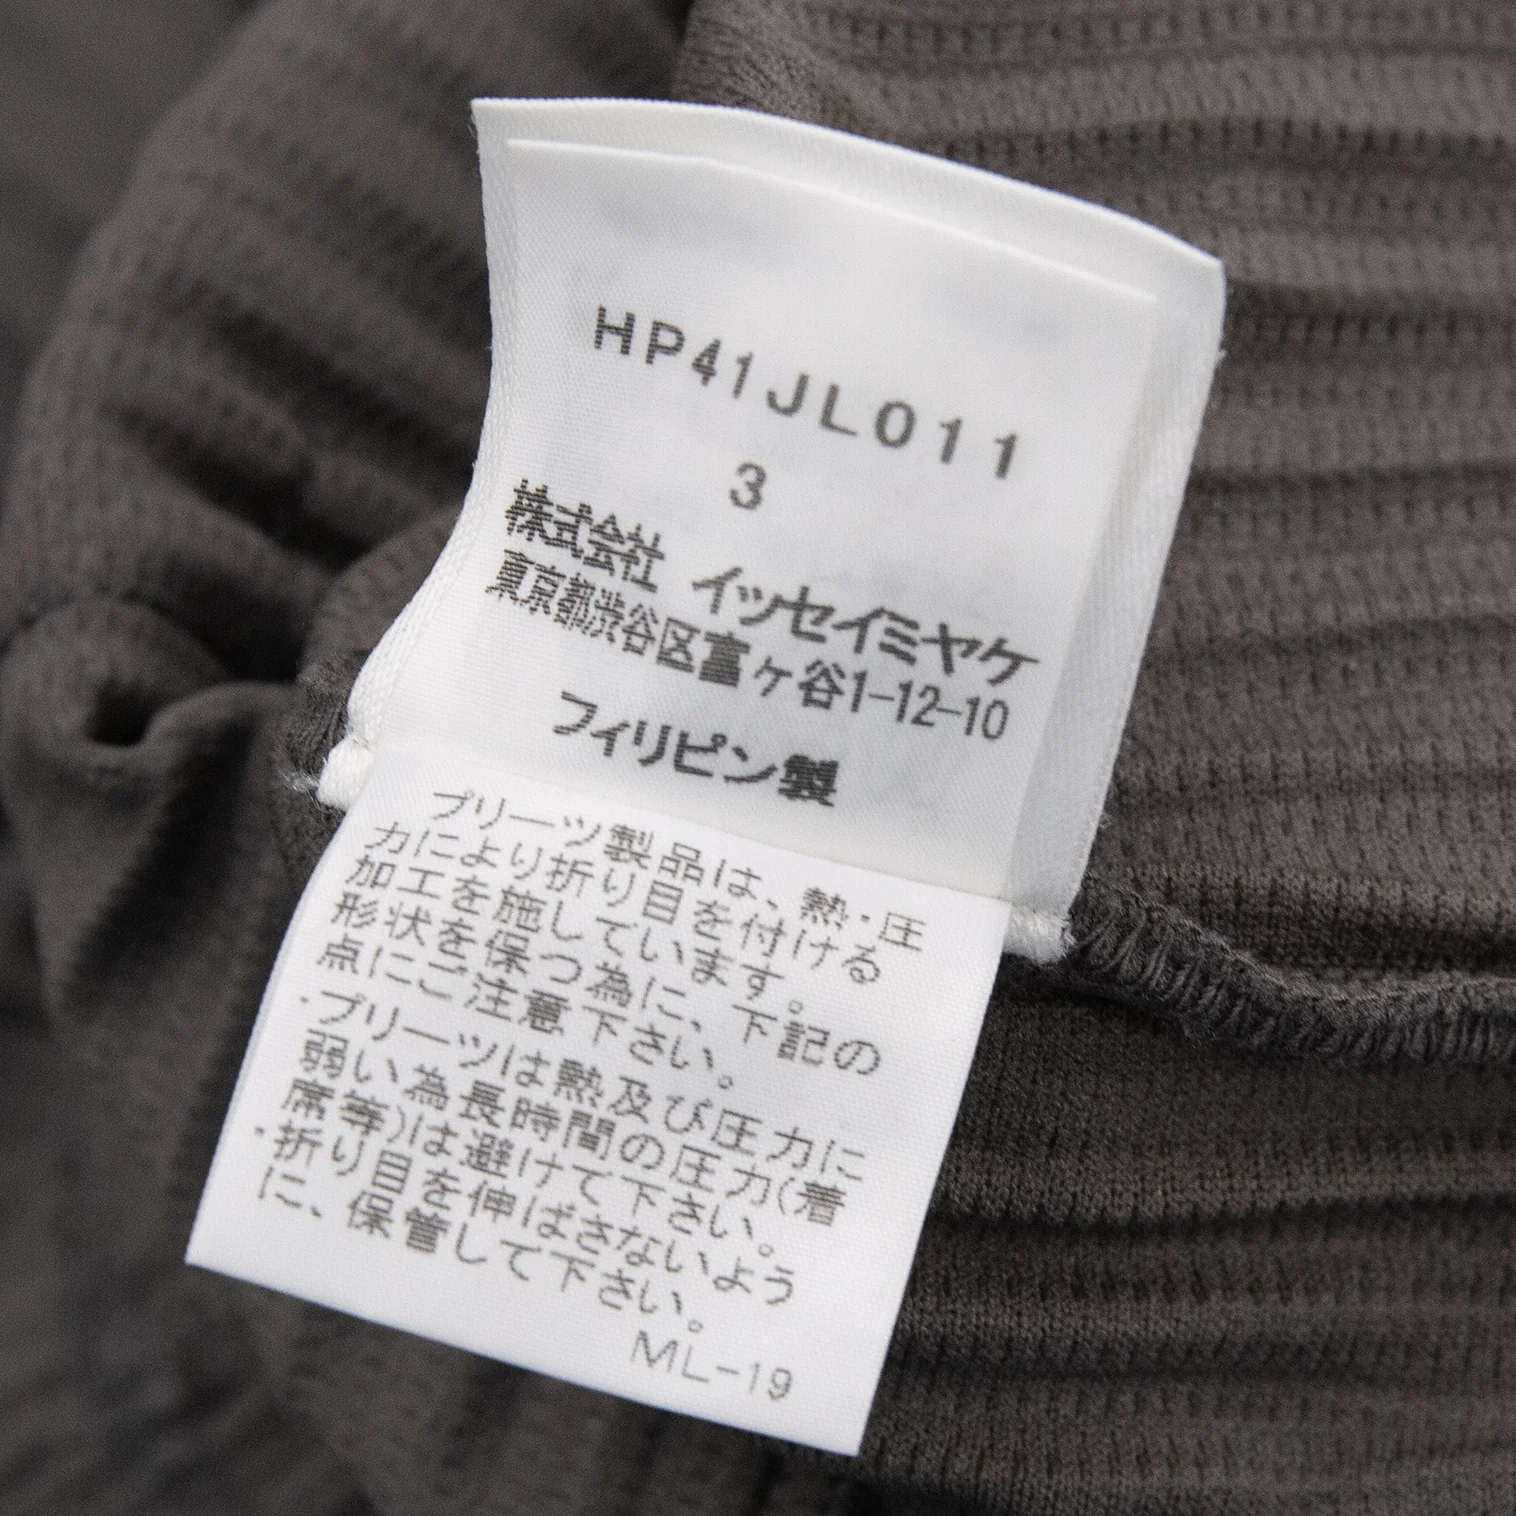 HP41JL011
3
株式会社 イッセイミヤケ
東京都渋谷区富ヶ谷1-12-10
フィリピン製
プリーツ製品は、熱・圧
力により折り目を付ける
加工を施しています。
形状を保つ為に、下記の
点にご注意下さい。
・プリーツは熱及び圧力に
弱い為長時間の圧力(着
席等)は避けて下さい。
・折り目を伸ばさないよう
に、保管して下さい。
ML-19